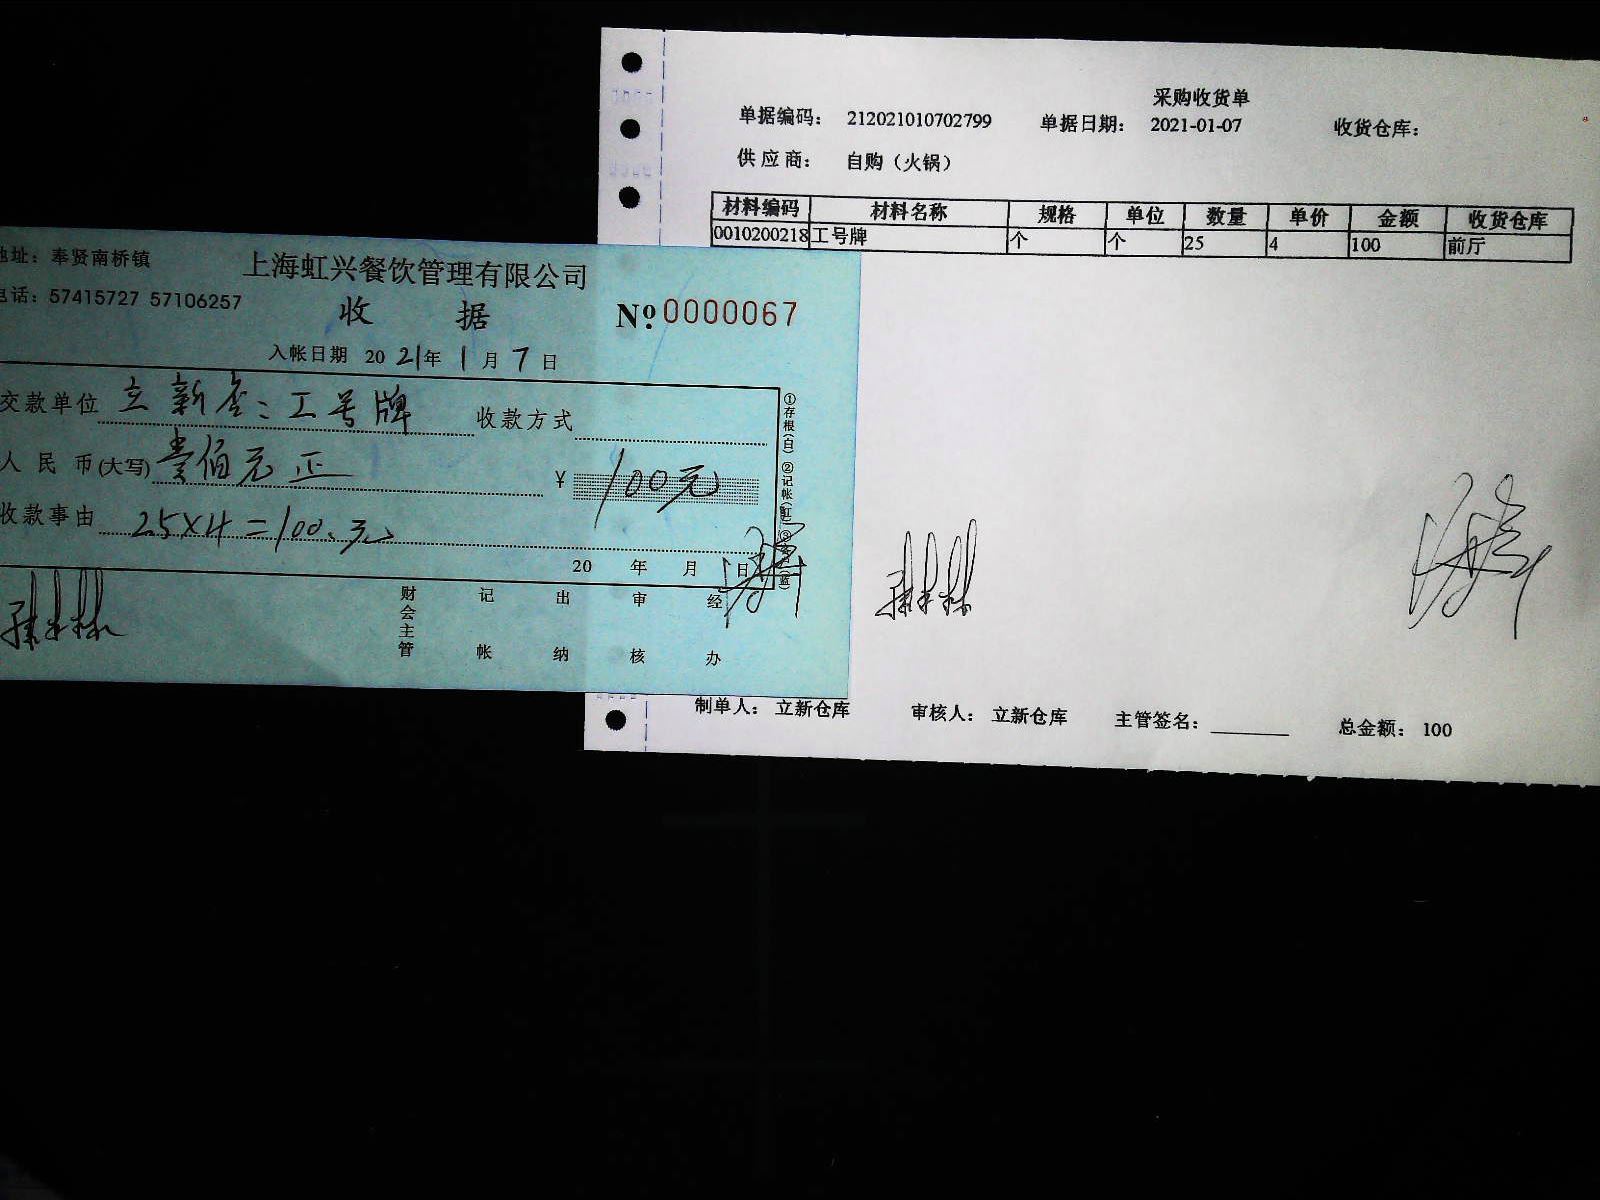 采购收货单
单据编码： 212021010702799 单据日期： 2021-01-07 收货仓库：
供应商： 自购（火锅）
材料编码 材料名称 规格 单位 数量 单价 金额 收货仓库
0010200218 工号牌 个 个 25 4 100 前厅
制单人： 立新仓库 审核人： 立新仓库 主管签名： 总金额： 100
地址：奉贤南桥镇 上海虹兴餐饮管理有限公司
电话：57415727 57106257
收 据 №0000067
入帐日期 2021年1月7日
交款单位 立新店：工号牌 收款方式
人民币(大写) 壹佰元正 ¥ 100元
收款事由 25×4=100.元
20 年 月 日
财会主管 记帐 出纳 审核 经办
①存根(白) ②记帐(红) ③